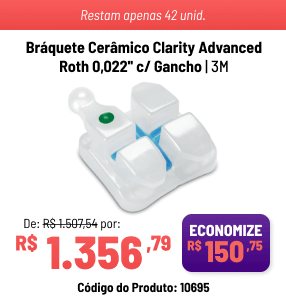 Restam apenas 42 unid.
Bráquete Cerâmico Clarity Advanced
Roth 0,022" c/ Gancho | 3M
De: R$ 1.507,54 por:
R$ 1.356,79
ECONOMIZE
R$ 150,75
Código do Produto: 10695